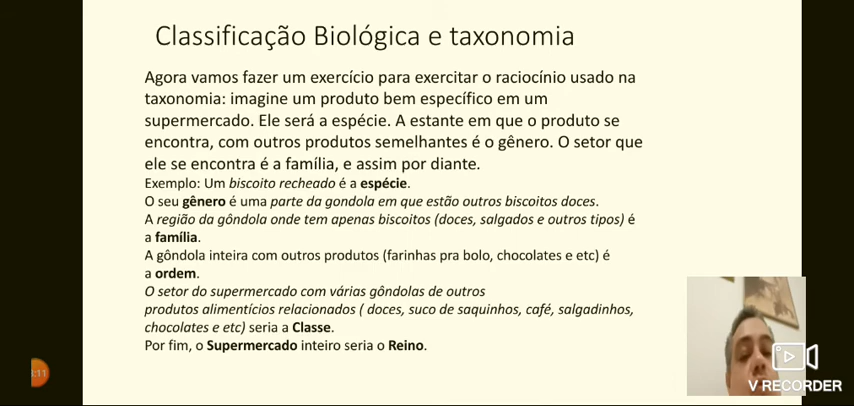 Classificação Biológica e taxonomia
Agora vamos fazer um exercício para exercitar o raciocínio usado na
taxonomia: imagine um produto bem específico em um
supermercado. Ele será a espécie. A estante em que o produto se
encontra, com outros produtos semelhantes é o gênero. O setor que
ele se encontra é a família, e assim por diante.
Exemplo: Um biscoito recheado é a espécie.
O seu gênero é uma parte da gondola em que estão outros biscoitos doces.
A região da gôndola onde tem apenas biscoitos (doces, salgados e outros tipos) é
a família.
A gôndola inteira com outros produtos (farinhas pra bolo, chocolates e etc) é
a ordem.
O setor do supermercado com várias gôndolas de outros
produtos alimentícios relacionados ( doces, suco de saquinhos, café, salgadinhos,
chocolates e etc) seria a Classe.
Por fim, o Supermercado inteiro seria o Reino.
V RECORDER